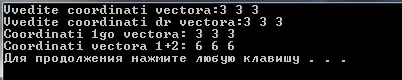 Vvedite coordinati vectora:3 3 3
Vvedite coordinati dr vectora:3 3 3
Coordinati 1go vectora: 3 3 3
Coordinati vectora 1+2: 6 6 6
Для продолжения нажмите любую клавишу . . .